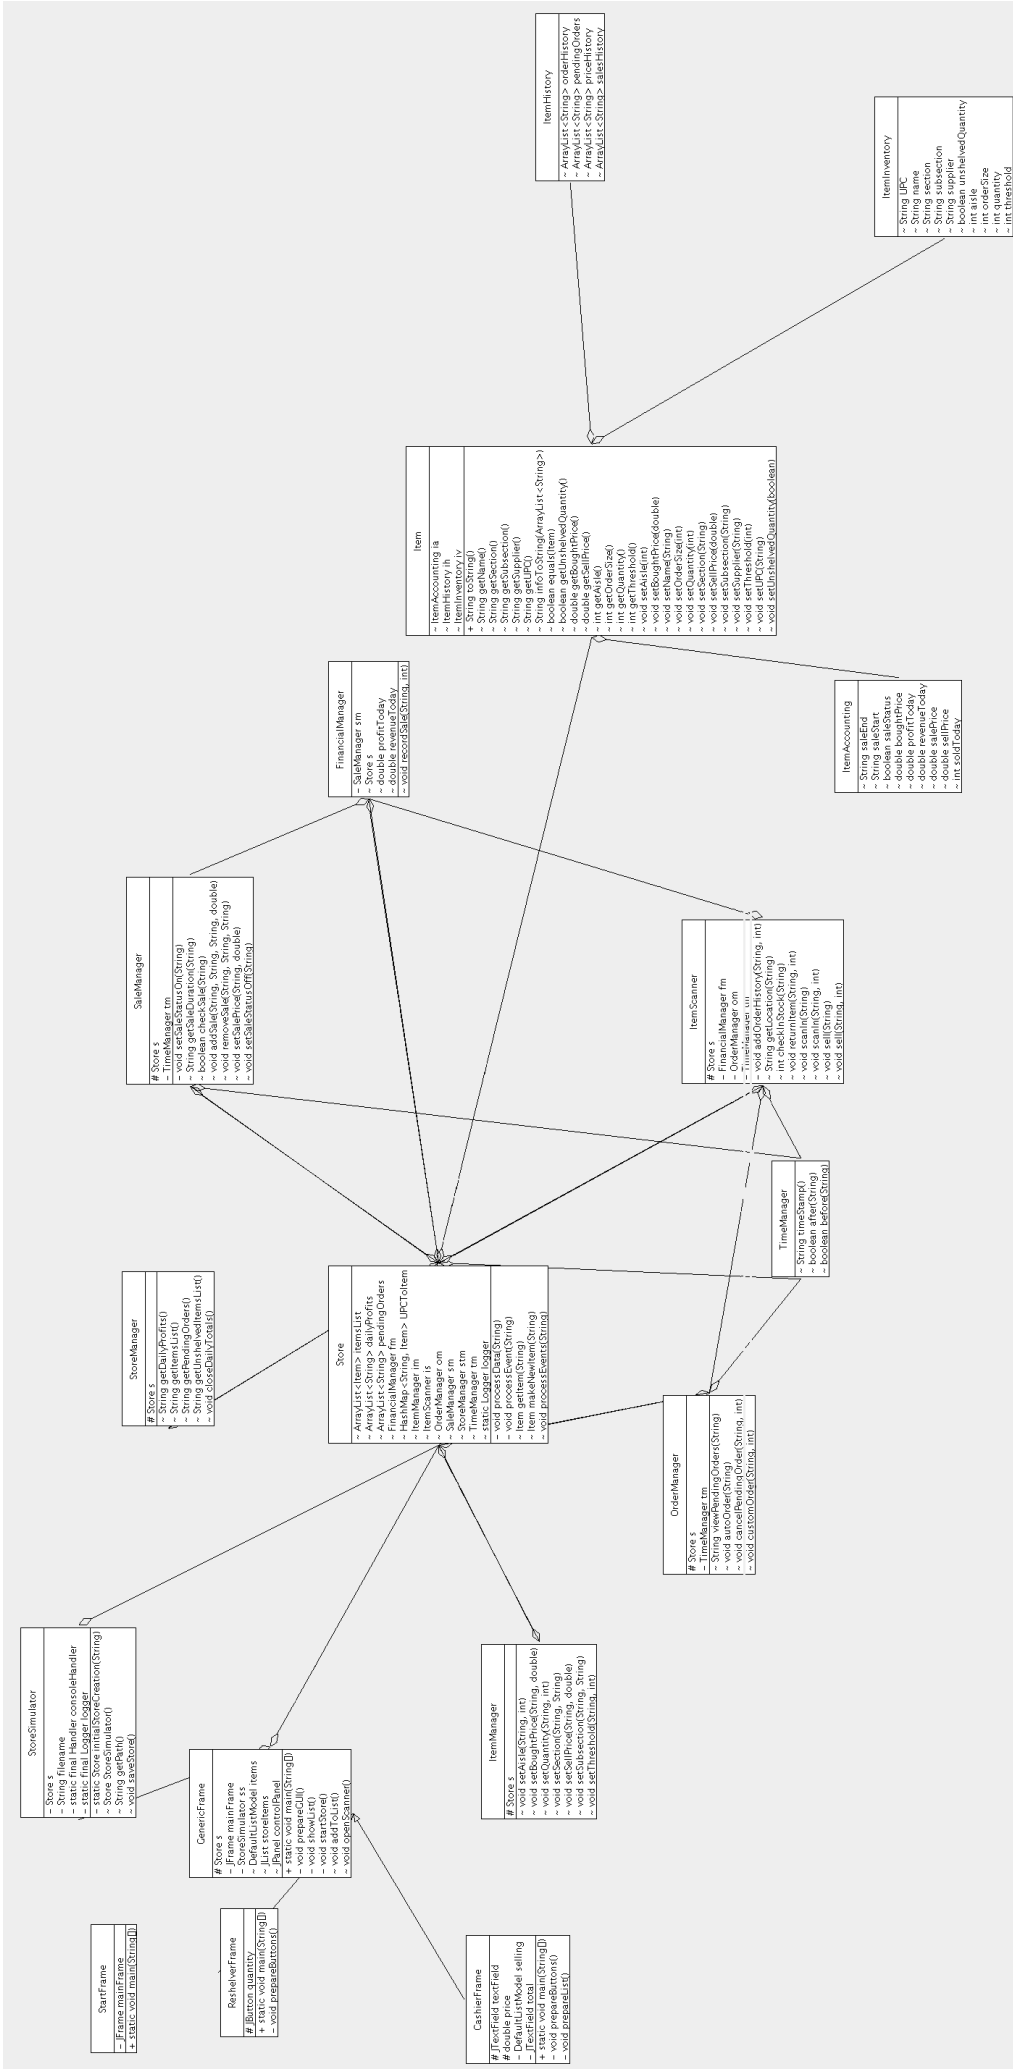 ItemHistory
~ ArrayList<String> orderHistory
~ ArrayList<String> pendingOrders
~ ArrayList<String> priceHistory
~ ArrayList<String> salesHistory
ItemInventory
~ String UPC
~ String name
~ String section
~ String subsection
~ String supplier
~ boolean unshelvedQuantity
~ int aisle
~ int orderSize
~ int quantity
~ int threshold
Item
~ ItemAccounting ia
~ ItemHistory ih
~ ItemInventory iv
+ String toString()
~ String getName()
~ String getSection()
~ String getSubsection()
~ String getSupplier()
~ String getUPC()
~ String infoToString(ArrayList<String>)
~ boolean equals(Item)
~ boolean getUnshelvedQuantity()
~ double getBoughtPrice()
~ double getSellPrice()
~ int getAisle()
~ int getOrderSize()
~ int getQuantity()
~ int getThreshold()
~ void setAisle(int)
~ void setBoughtPrice(double)
~ void setName(String)
~ void setOrderSize(int)
~ void setQuantity(int)
~ void setSection(String)
~ void setSellPrice(double)
~ void setSubsection(String)
~ void setSupplier(String)
~ void setThreshold(int)
~ void setUPC(String)
~ void setUnshelvedQuantity(boolean)
FinancialManager
- SaleManager sm
~ Store s
~ double profitToday
~ double revenueToday
~ void recordSale(String, int)
ItemAccounting
~ String saleEnd
~ String saleStart
~ boolean saleStatus
~ double boughtPrice
~ double profitToday
~ double revenueToday
~ double salePrice
~ double sellPrice
~ int soldToday
SaleManager
# Store s
- TimeManager tm
- void setSaleStatusOn(String)
~ String getSaleDuration(String)
~ boolean checkSale(String)
~ void addSale(String, String, String, double)
~ void removeSale(String, String, String)
~ void setSalePrice(String, double)
~ void setSaleStatusOff(String)
ItemScanner
# Store s
- FinancialManager fm
- OrderManager om
- TimeManager tm
- void addOrderHistory(String, int)
~ String getLocation(String)
~ int checkInStock(String)
~ void returnItem(String, int)
~ void scanIn(String)
~ void scanIn(String, int)
~ void sell(String)
~ void sell(String, int)
TimeManager
~ String timeStamp()
~ boolean after(String)
~ boolean before(String)
StoreManager
# Store s
~ String getDailyProfits()
~ String getItemsList()
~ String getPendingOrders()
~ String getUnshelvedItemsList()
~ void closeDailyTotals()
Store
~ ArrayList<Item> itemsList
~ ArrayList<String> dailyProfits
~ ArrayList<String> pendingOrders
~ FinancialManager fm
~ HashMap<String, Item> UPCToItem
~ ItemManager im
~ ItemScanner is
~ OrderManager om
~ SaleManager sm
~ StoreManager stm
~ TimeManager tm
~ static Logger logger
- void processData(String)
- void processEvent(String)
~ Item getItem(String)
~ Item makeNewItem(String)
~ void processEvents(String)
OrderManager
# Store s
- TimeManager tm
~ String viewPendingOrders(String)
~ void autoOrder(String)
~ void cancelPendingOrder(String, int)
~ void customOrder(String, int)
StoreSimulator
- Store s
- String filename
- static final Handler consoleHandler
- static final Logger logger
- static Store initialStoreCreation(String)
~ Store StoreSimulator()
~ String getPath()
~ void saveStore()
GenericFrame
# Store s
- JFrame mainFrame
- StoreSimulator ss
~ DefaultListModel items
~ JList storeItems
~ JPanel controlPanel
+ static void main(String[])
- void prepareGUI()
- void showList()
- void startStore()
~ void addToList()
~ void openScanner()
ItemManager
# Store s
~ void setAisle(String, int)
~ void setBoughtPrice(String, double)
~ void setQuantity(String, int)
~ void setSection(String, String)
~ void setSellPrice(String, double)
~ void setSubsection(String, String)
~ void setThreshold(String, int)
StartFrame
- JFrame mainFrame
+ static void main(String[])
ReshelverFrame
# JButton quantity
+ static void main(String[])
- void prepareButtons()
CashierFrame
# JTextField textField
# double price
- DefaultListModel selling
- JTextField total
+ static void main(String[])
- void prepareButtons()
- void prepareList()